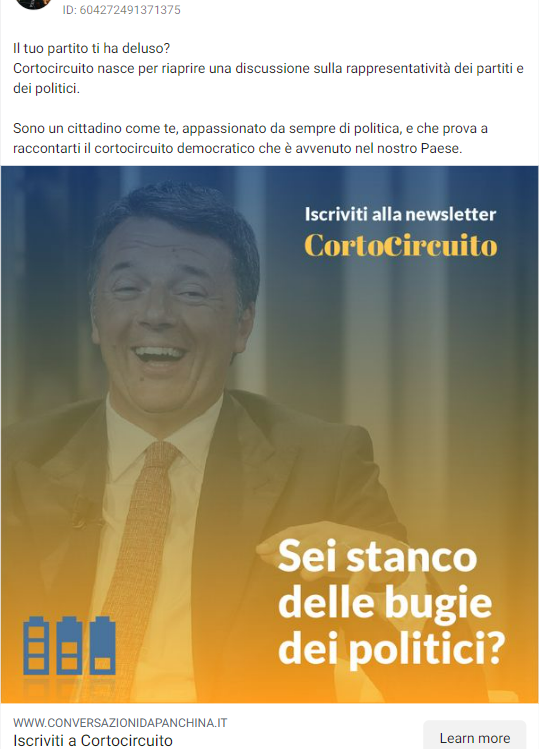 ID: 604272491371375
Il tuo partito ti ha deluso?
Cortocircuito nasce per riaprire una discussione sulla rappresentatività dei partiti e
dei politici.
Sono un cittadino come te, appassionato da sempre di politica, e che prova a
raccontarti il cortocircuito democratico che è avvenuto nel nostro Paese.
Iscriviti alla newsletter
CortoCircuito
Sei stanco
delle bugie
dei politici?
WWW.CONVERSAZIONIDAPANCHINA.IT
Iscriviti a Cortocircuito
Learn more